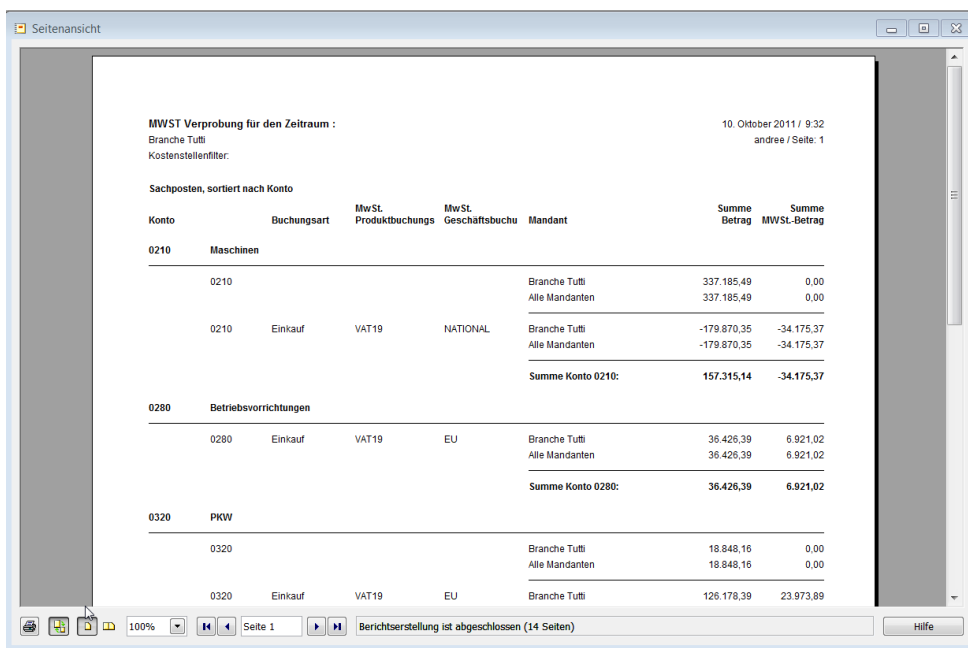 Seitenansicht
MWST Verprobung für den Zeitraum : 10. Oktober 2011 / 9:32
Branche Tutti andree / Seite: 1
Kostenstellenfilter:
Sachposten, sortiert nach Konto
MwSt. MwSt. Summe Summe
Konto Buchungsart Produktbuchungs Geschäftsbuchu Mandant Betrag MWSt.-Betrag
0210 Maschinen
0210 Branche Tutti 337.185,49 0,00
Alle Mandanten 337.185,49 0,00
0210 Einkauf VAT19 NATIONAL Branche Tutti -179.870,35 -34.175,37
Alle Mandanten -179.870,35 -34.175,37
Summe Konto 0210: 157.315,14 -34.175,37
0280 Betriebsvorrichtungen
0280 Einkauf VAT19 EU Branche Tutti 36.426,39 6.921,02
Alle Mandanten 36.426,39 6.921,02
Summe Konto 0280: 36.426,39 6.921,02
0320 PKW
0320 Branche Tutti 18.848,16 0,00
Alle Mandanten 18.848,16 0,00
0320 Einkauf VAT19 EU Branche Tutti 126.178,39 23.973,89
100% Seite 1 Berichtserstellung ist abgeschlossen (14 Seiten) Hilfe